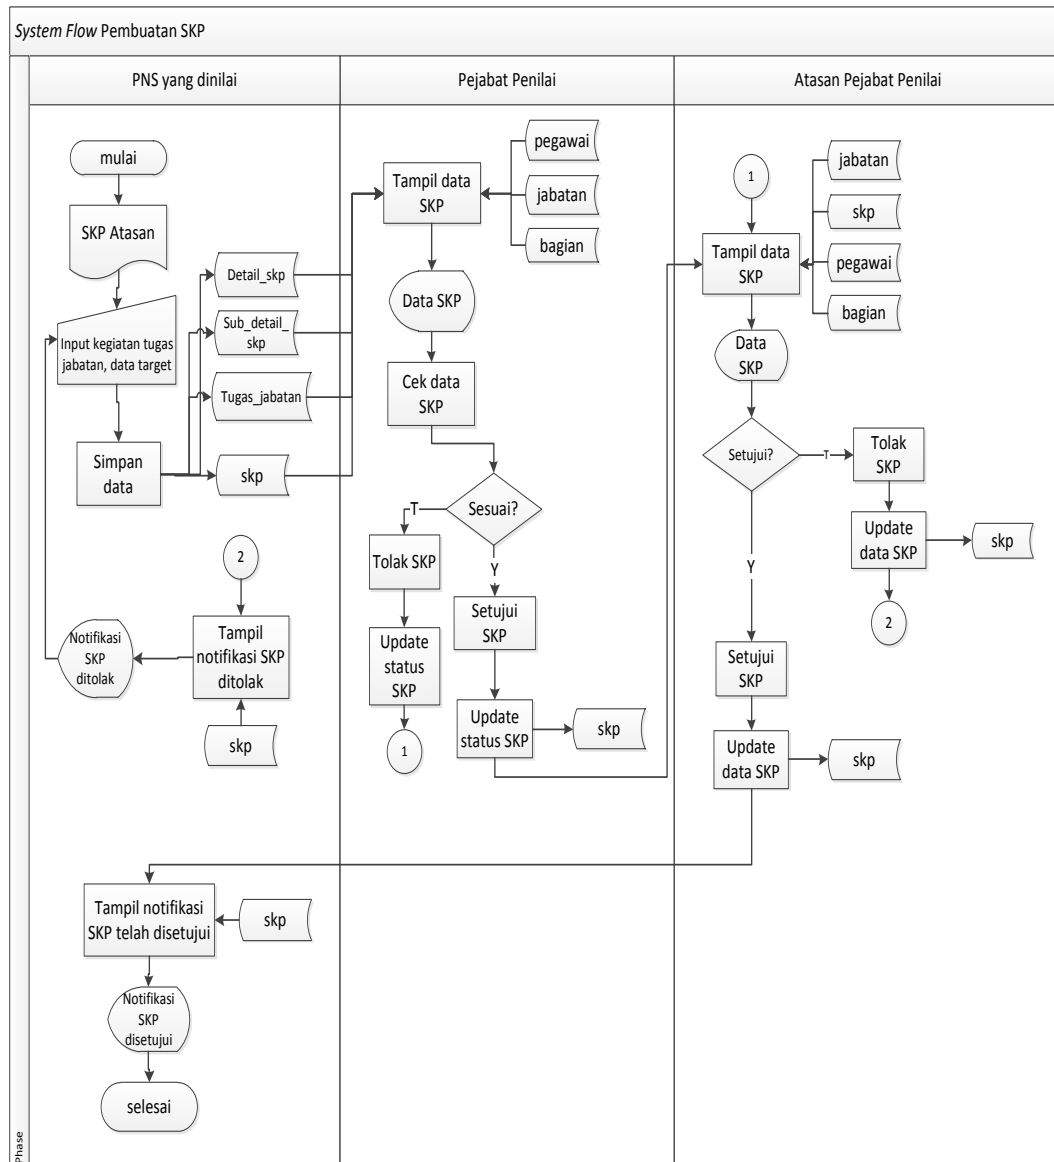 System Flow Pembuatan SKP
PNS yang dinilai
Pejabat Penilai
Atasan Pejabat Penilai
mulai
SKP Atasan
Input kegiatan tugas
jabatan, data target
Simpan
data
Detail_skp
Sub_detail_
skp
Tugas_jabatan
skp
2
Tampil
notifikasi SKP
ditolak
Notifikasi
SKP
ditolak
skp
Tampil notifikasi
SKP telah disetujui
skp
Notifikasi
SKP
disetujui
selesai
Tampil data
SKP
pegawai
jabatan
bagian
Data SKP
Cek data
SKP
Sesuai?
T
Tolak SKP
Update
status
SKP
1
Y
Setujui
SKP
Update
status SKP
skp
1
Tampil data
SKP
jabatan
skp
pegawai
bagian
Data
SKP
Setujui?
T
Tolak
SKP
Update
data SKP
skp
2
Y
Setujui
SKP
Update
data SKP
skp
Phase